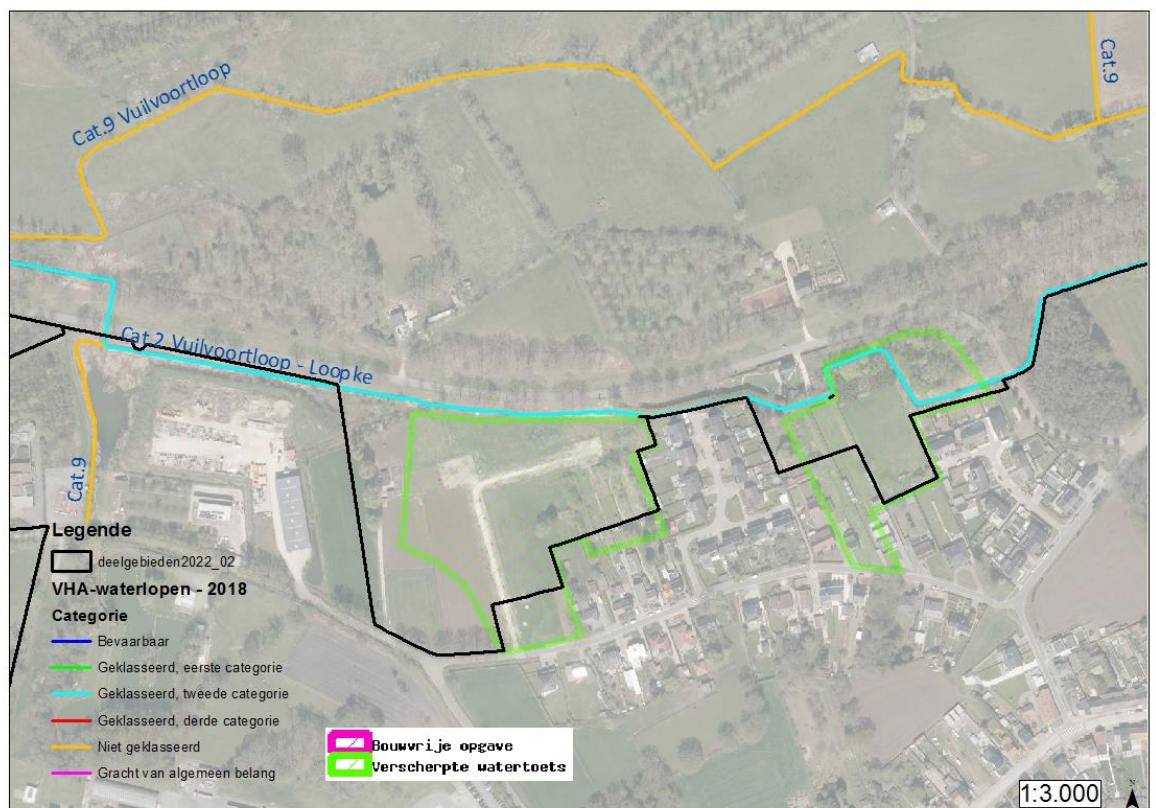 Cat.9 Vuilvoortloop
Cat.9
Cat.2 Vuilvoortloop - Loopke
Cat.9
Legende
deelgebieden2022_02
VHA-waterlopen - 2018
Categorie
Bevaarbaar
Geklasseerd, eerste categorie
Geklasseerd, tweede categorie
Geklasseerd, derde categorie
Niet geklasseerd
Gracht van algemeen belang
Bouwvrije opgave
Verscherpte watertoets
1:3.000
N